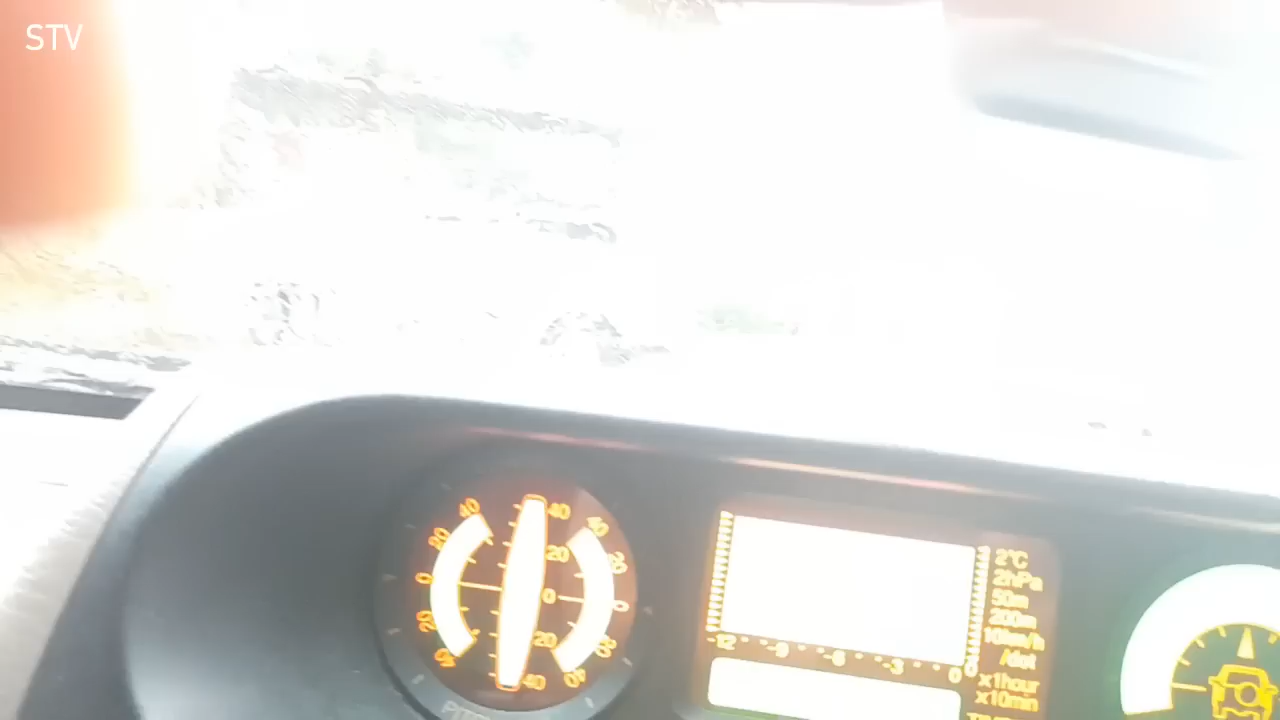 STV
40 40 40
20 20 20
0 0 0
20 20 20
40 40 40
2°C
2hPa
50m
200m
10km/h
/dot
-12 -9 -6 -3 0
x1hour
x10min